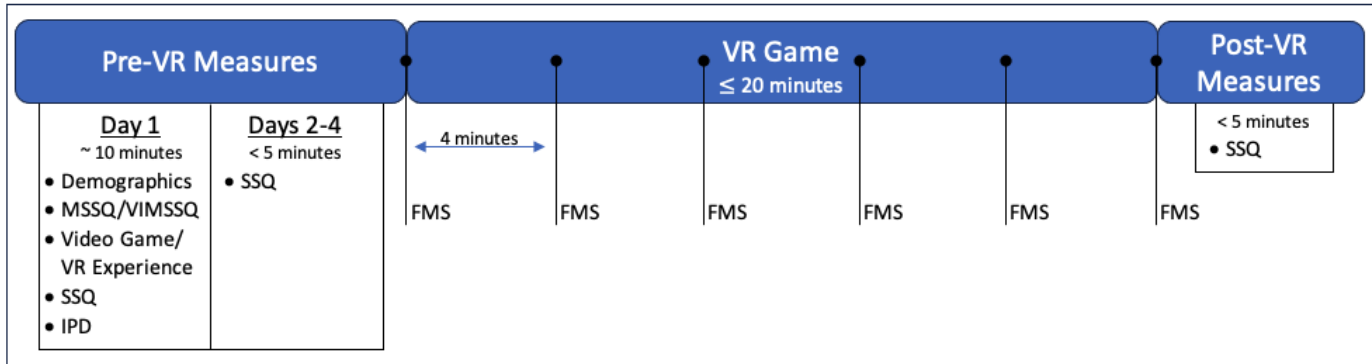 Pre-VR Measures
VR Game
≤ 20 minutes
Post-VR
Measures
Day 1
~ 10 minutes
• Demographics
• MSSQ/VIMSSQ
• Video Game/
VR Experience
• SSQ
• IPD
Days 2-4
< 5 minutes
• SSQ
4 minutes
FMS
FMS
FMS
FMS
FMS
FMS
< 5 minutes
• SSQ